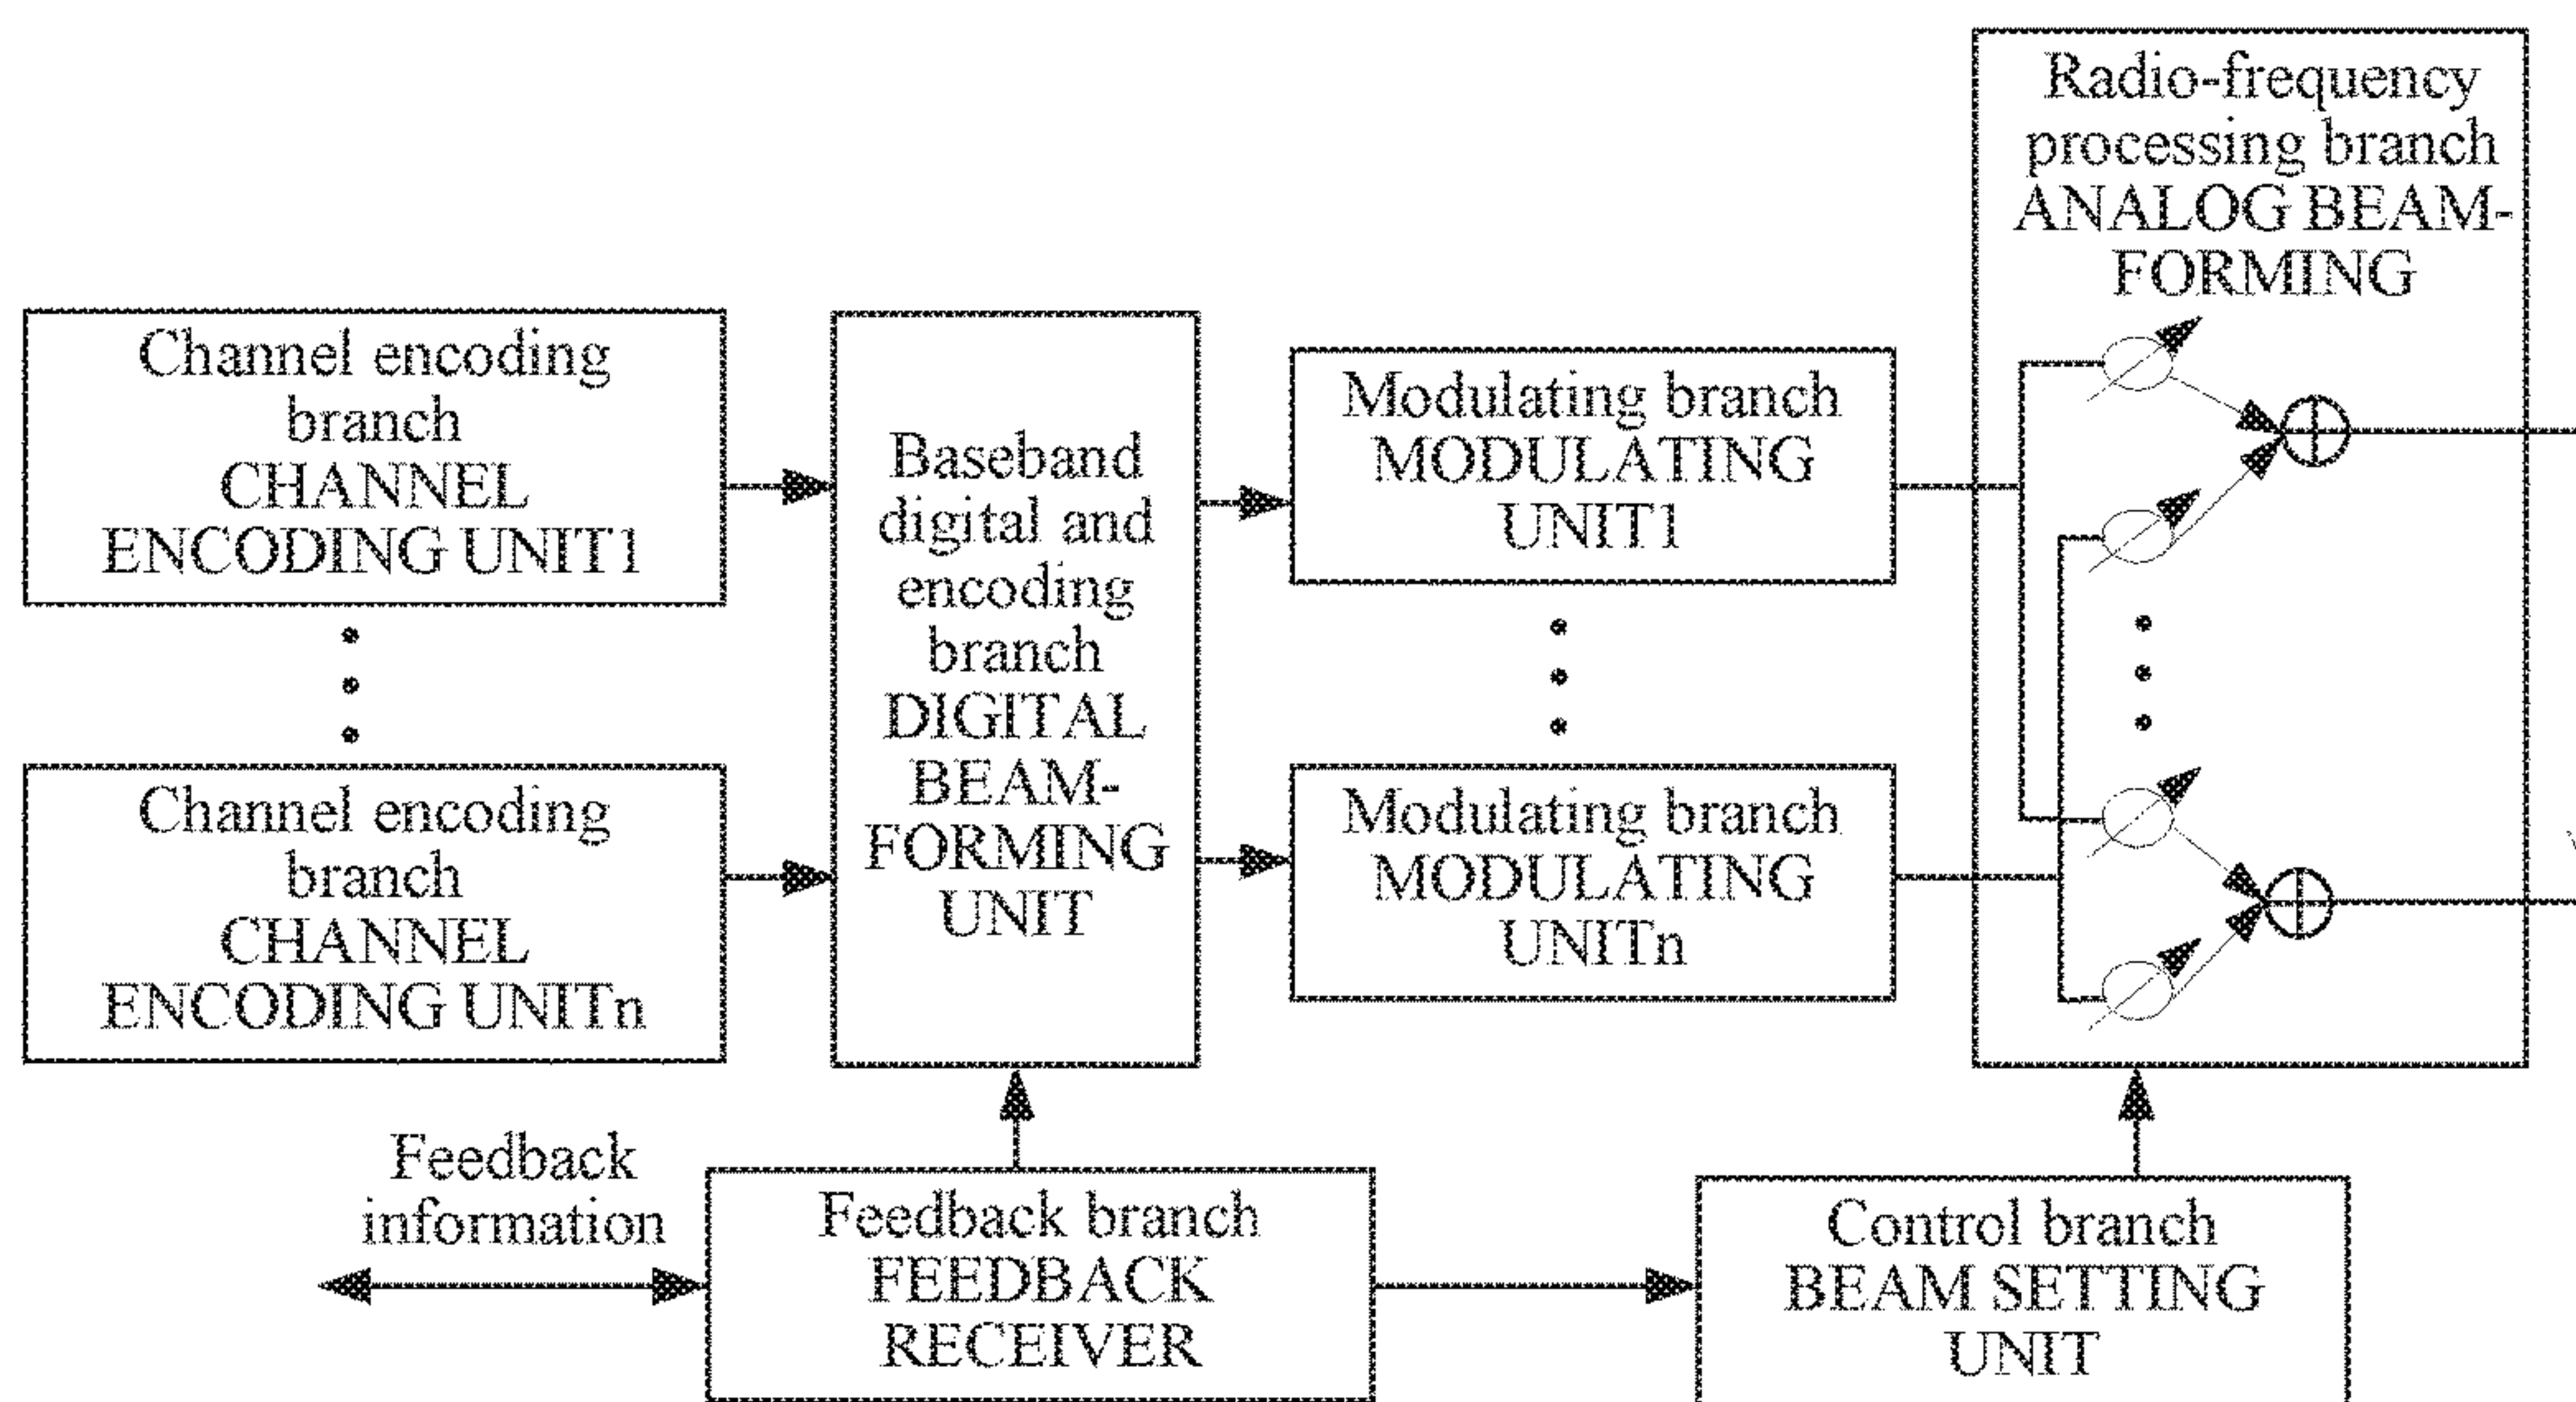 Radio-frequency
processing branch
ANALOG BEAM-
FORMING
Channel encoding
branch
CHANNEL
ENCODING UNIT1
Baseband
digital and
encoding
branch
DIGITAL
BEAM-
FORMING
UNIT
Modulating branch
MODULATING
UNIT1
Channel encoding
branch
CHANNEL
ENCODING UNITn
Modulating branch
MODULATING
UNITn
Feedback
information
Feedback branch
FEEDBACK
RECEIVER
Control branch
BEAM SETTING
UNIT